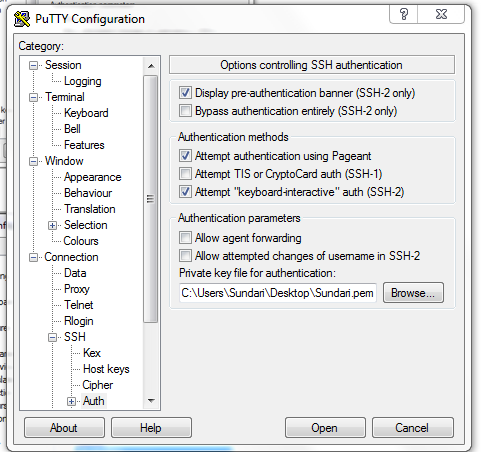 PuTTY Configuration
Category:
Session
Logging
Terminal
Keyboard
Bell
Features
Window
Appearance
Behaviour
Translation
Selection
Colours
Connection
Data
Proxy
Telnet
Rlogin
SSH
Kex
Host keys
Cipher
Auth
Options controlling SSH authentication
Display pre-authentication banner (SSH-2 only)
Bypass authentication entirely (SSH-2 only)
Authentication methods
Attempt authentication using Pageant
Attempt TIS or CryptoCard auth (SSH-1)
Attempt "keyboard-interactive" auth (SSH-2)
Authentication parameters
Allow agent forwarding
Allow attempted changes of username in SSH-2
Private key file for authentication:
C:\Users\Sundari\Desktop\Sundari.pem
Browse...
About
Help
Open
Cancel